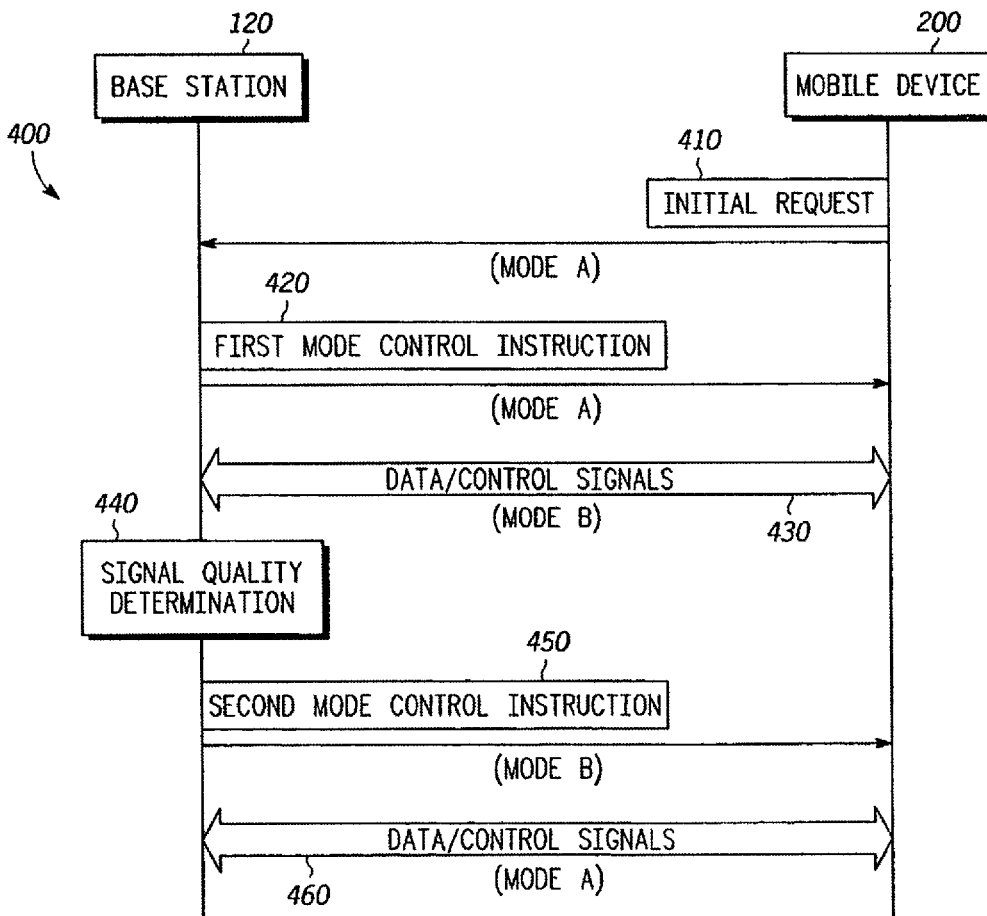 120
200
BASE STATION
MOBILE DEVICE
400
410
INITIAL REQUEST
(MODE A)
420
FIRST MODE CONTROL INSTRUCTION
(MODE A)
DATA/CONTROL SIGNALS
(MODE B)
430
440
SIGNAL QUALITY
DETERMINATION
450
SECOND MODE CONTROL INSTRUCTION
(MODE B)
DATA/CONTROL SIGNALS
460
(MODE A)